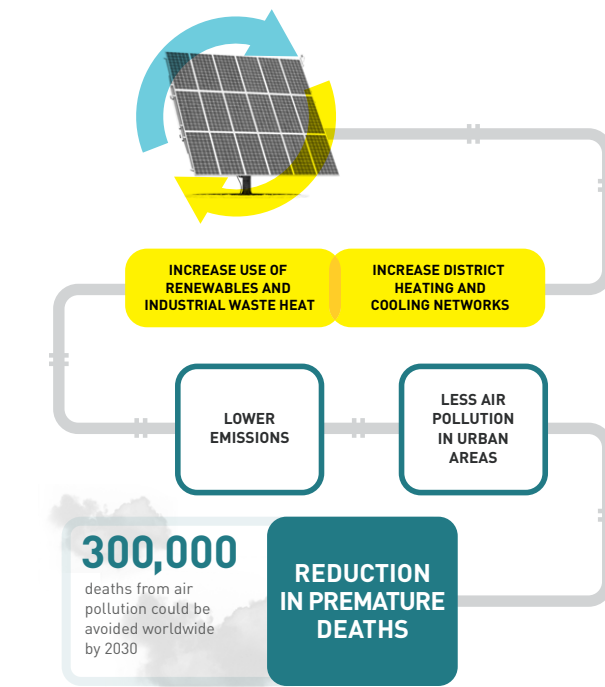 INCREASE USE OF
RENEWABLES AND
INDUSTRIAL WASTE HEAT
INCREASE DISTRICT
HEATING AND
COOLING NETWORKS
LOWER
EMISSIONS
LESS AIR
POLLUTION
IN URBAN
AREAS
300,000
deaths from air
pollution could be
avoided worldwide
by 2030
REDUCTION
IN PREMATURE
DEATHS